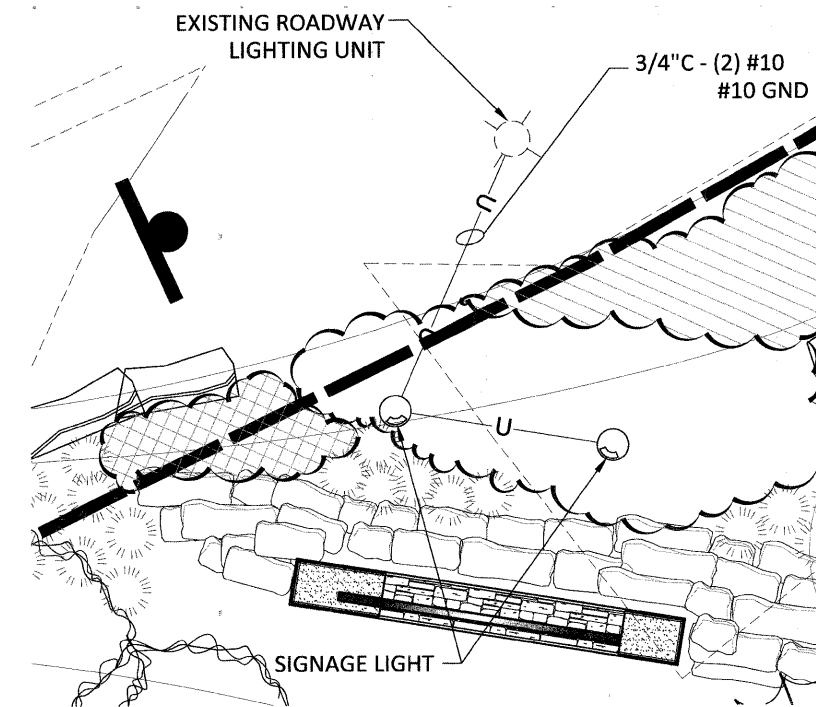 EXISTING ROADWAY
LIGHTING UNIT
3/4"C - (2) #10
#10 GND
U
U
SIGNAGE LIGHT